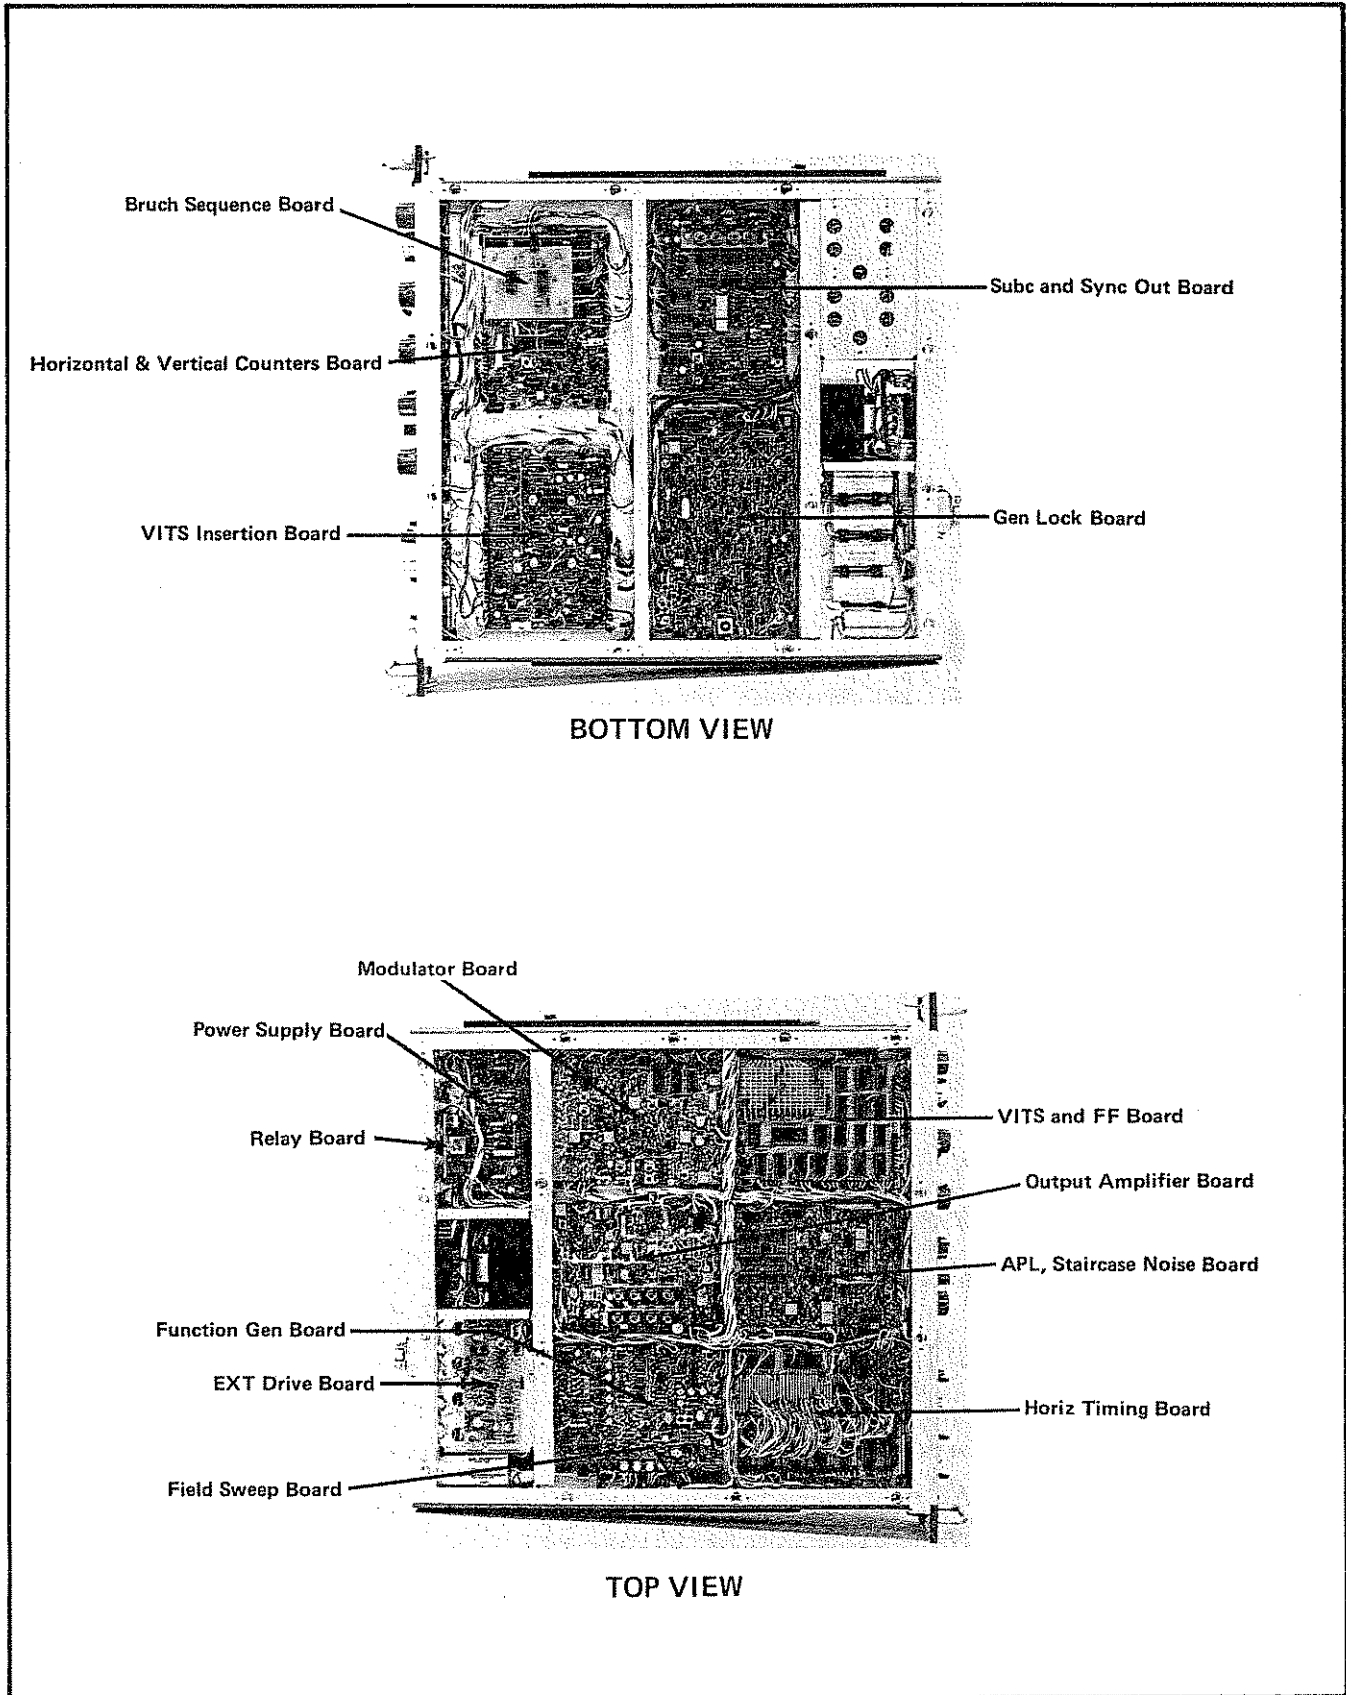 Bruch Sequence Board
Subc and Sync Out Board
Horizontal & Vertical Counters Board
VITS Insertion Board
Gen Lock Board
BOTTOM VIEW
Modulator Board
Power Supply Board
VITS and FF Board
Relay Board
Output Amplifier Board
APL, Staircase Noise Board
Function Gen Board
EXT Drive Board
Horiz Timing Board
Field Sweep Board
TOP VIEW